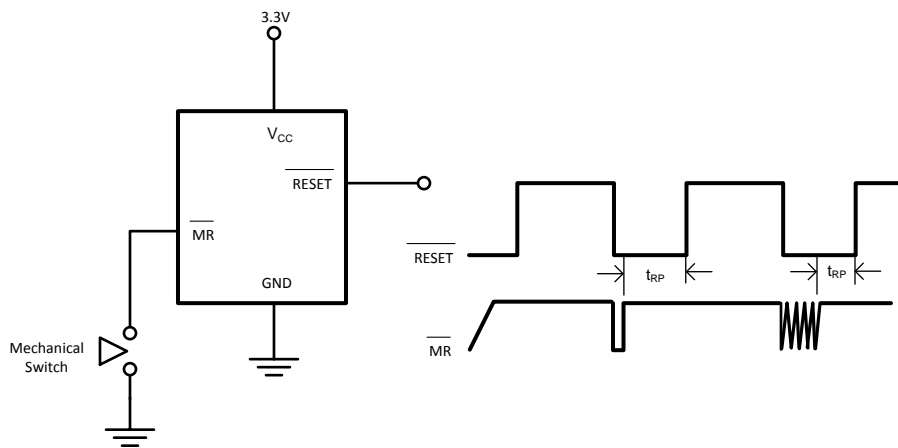 3.3V
VCC
RESET
MR
GND
Mechanical
Switch
RESET
tRP
tRP
MR